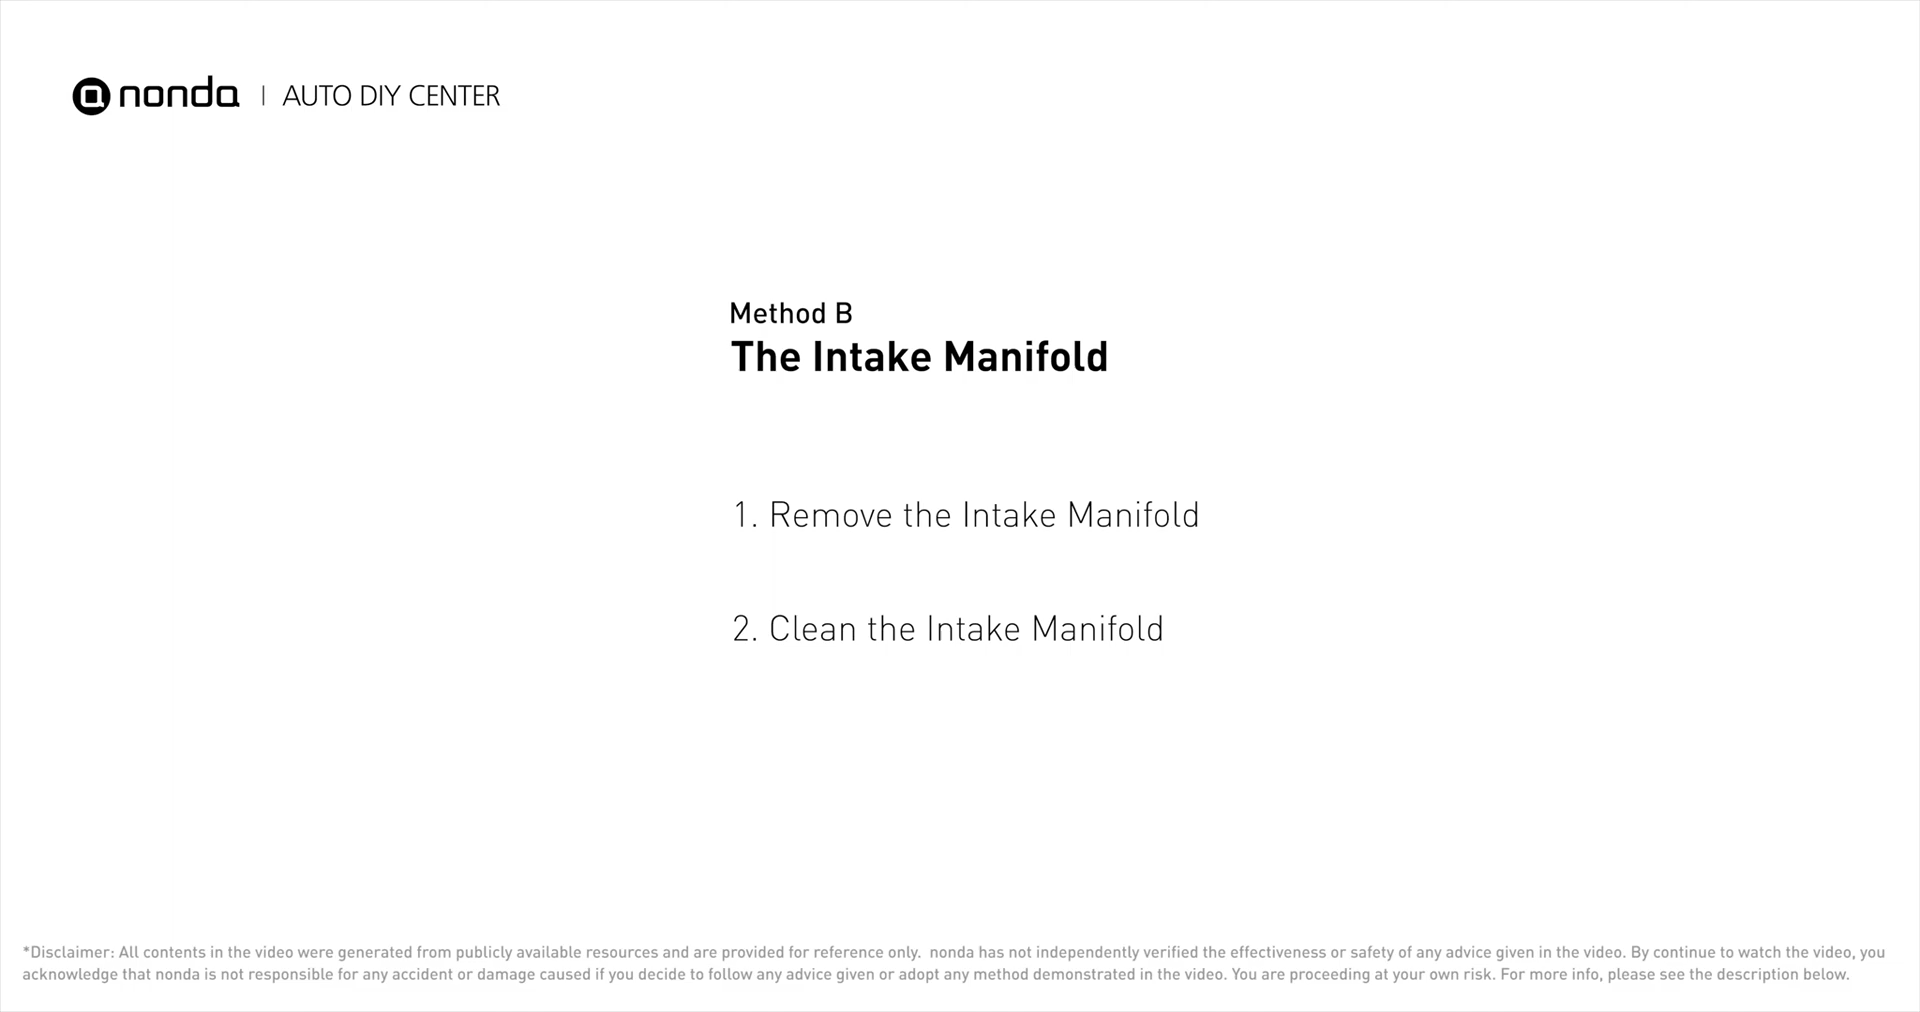 nonda | AUTO DIY CENTER
Method B
The Intake Manifold
1. Remove the Intake Manifold
2. Clean the Intake Manifold
*Disclaimer: All contents in the video were generated from publicly available resources and are provided for reference only.  nonda has not independently verified the effectiveness or safety of any advice given in the video. By continue to watch the video, you
acknowledge that nonda is not responsible for any accident or damage caused if you decide to follow any advice given or adopt any method demonstrated in the video. You are proceeding at your own risk. For more info, please see the description below.